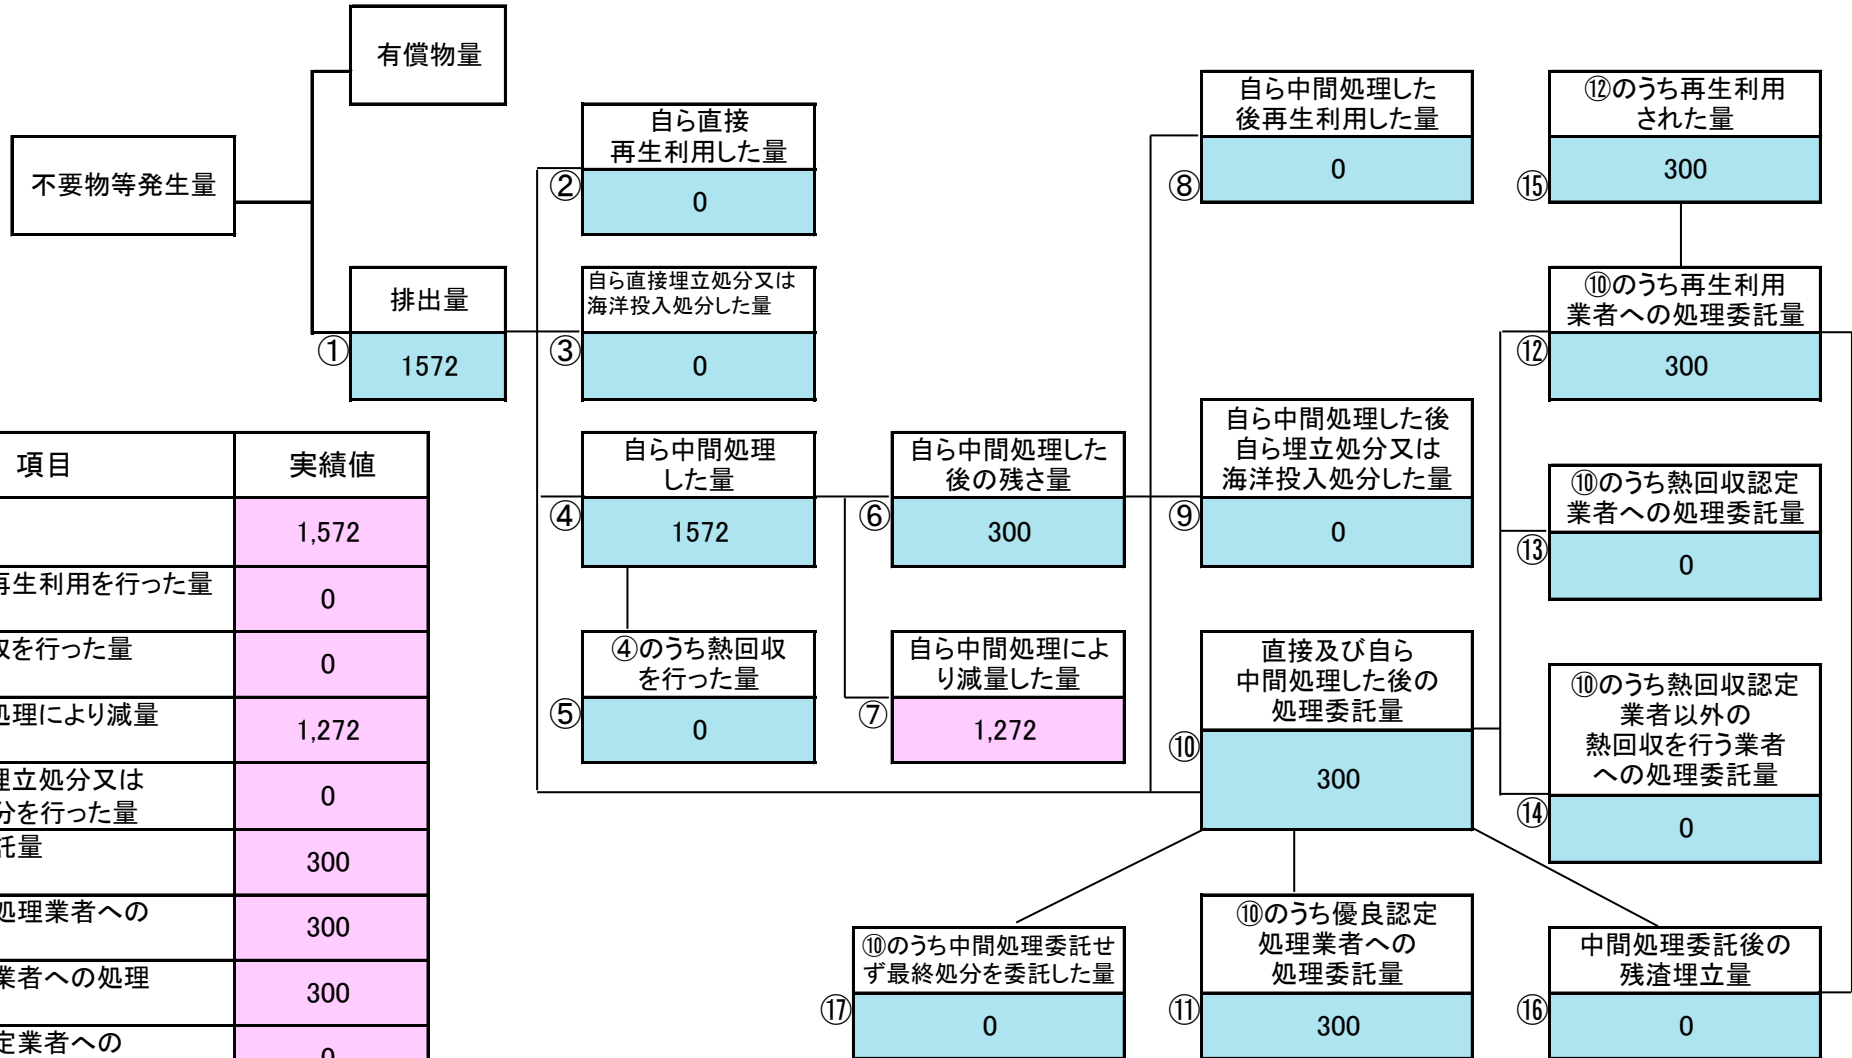 有償物量
不要物等発生量
排出量
①
1572
自ら直接
再生利用した量
②
0
自ら直接埋立処分又は
海洋投入処分した量
③
0
自ら中間処理
した量
④
1572
④のうち熱回収
を行った量
⑤
0
自ら中間処理した
後の残さ量
⑥
300
自ら中間処理によ
り減量した量
⑦
1,272
自ら中間処理した
後再生利用した量
⑧
0
自ら中間処理した後
自ら埋立処分又は
海洋投入処分した量
⑨
0
直接及び自ら
中間処理した後の
処理委託量
⑩
300
⑫のうち再生利用
された量
⑮
300
⑩のうち再生利用
業者への処理委託量
⑫
300
⑩のうち熱回収認定
業者への処理委託量
⑬
0
⑩のうち熱回収認定
業者以外の
熱回収を行う業者
への処理委託量
⑭
0
⑩のうち中間処理委託せ
ず最終処分を委託した量
⑰
0
⑩のうち優良認定
処理業者への
処理委託量
⑪
300
中間処理委託後の
残渣埋立量
⑯
0
項目 実績値
1,572
再生利用を行った量 0
を行った量 0
処理により減量 1,272
埋立処分又は
分を行った量 0
託量 300
処理業者への 300
業者への処理 300
定業者への 0